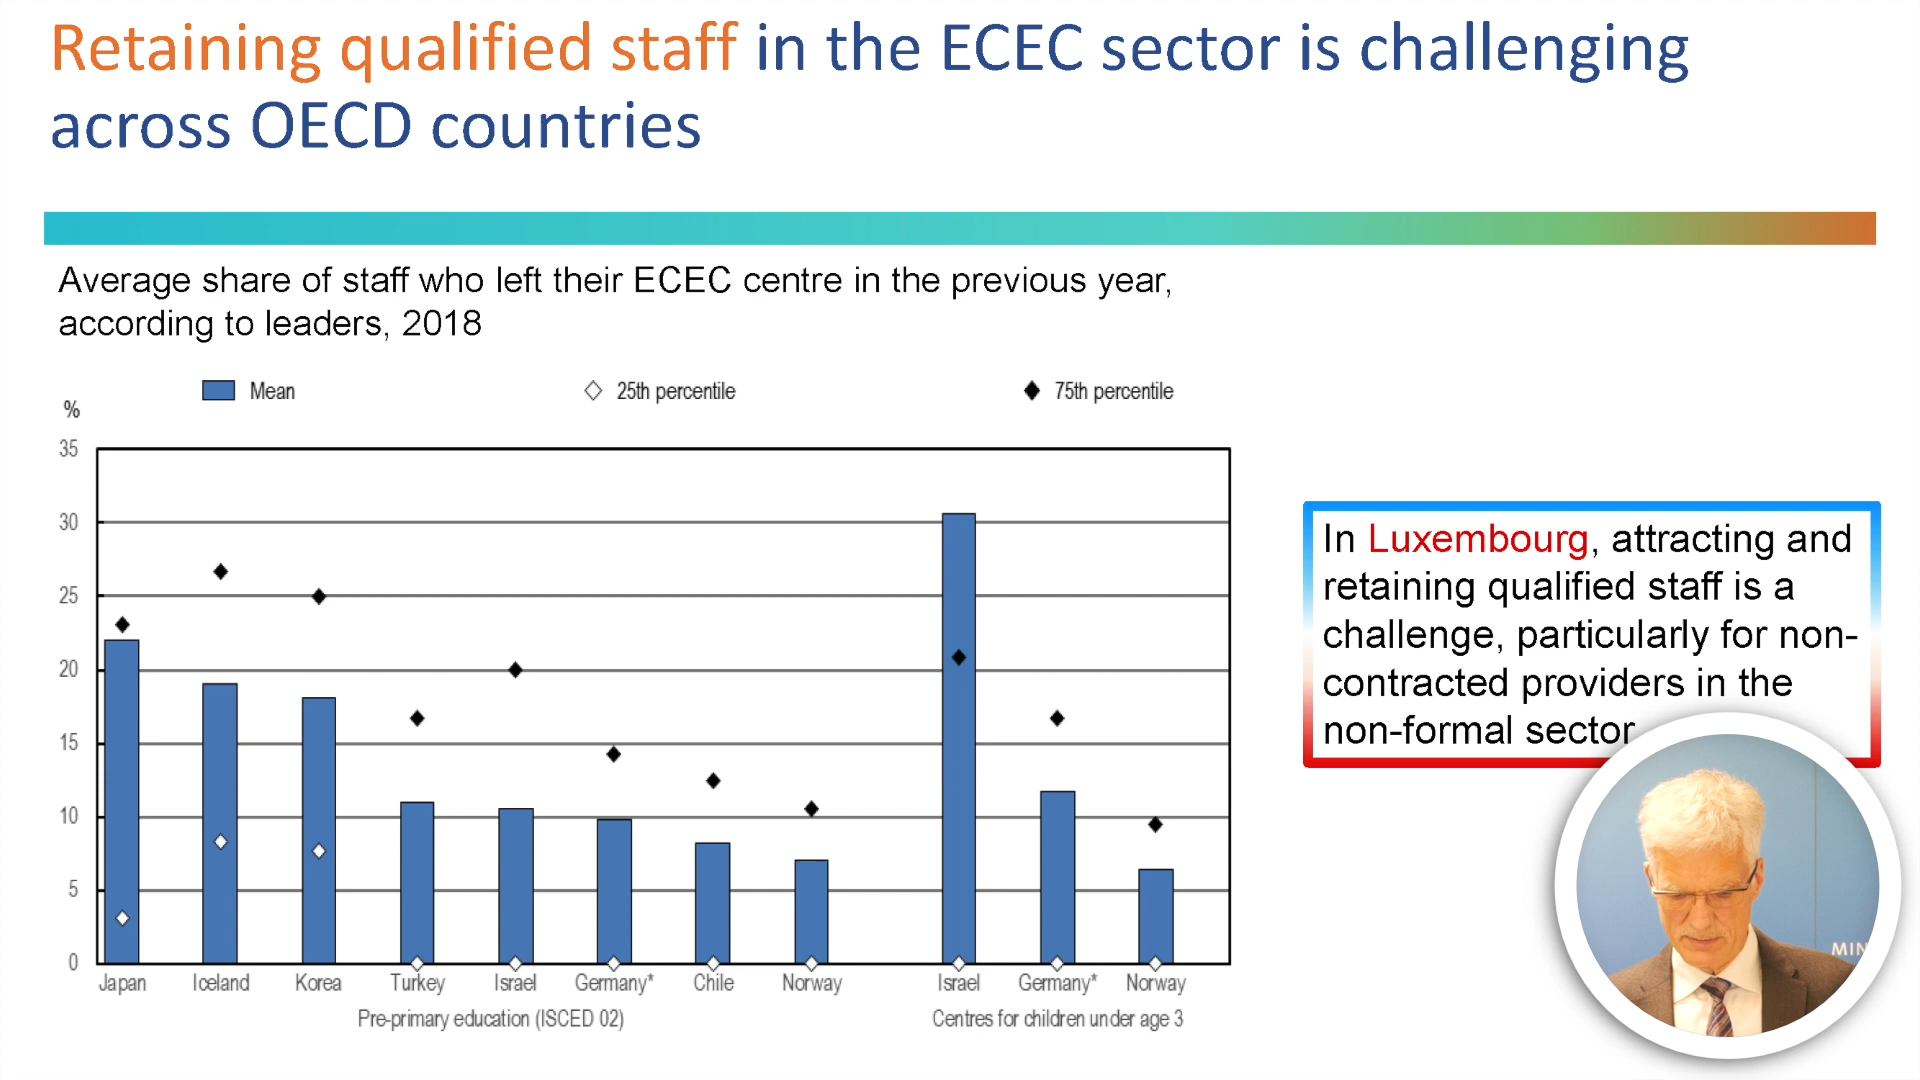 Retaining qualified staff in the ECEC sector is challenging
across OECD countries
Average share of staff who left their ECEC centre in the previous year,
according to leaders, 2018
Mean
25th percentile
75th percentile
%
35
30
25
20
15
10
5
0
Japan
Iceland
Korea
Turkey
Israel
Germany*
Chile
Norway
Israel
Germany*
Norway
Pre-primary education (ISCED 02)
Centres for children under age 3
In Luxembourg, attracting and
retaining qualified staff is a
challenge, particularly for non-
contracted providers in the
non-formal sector
MIN